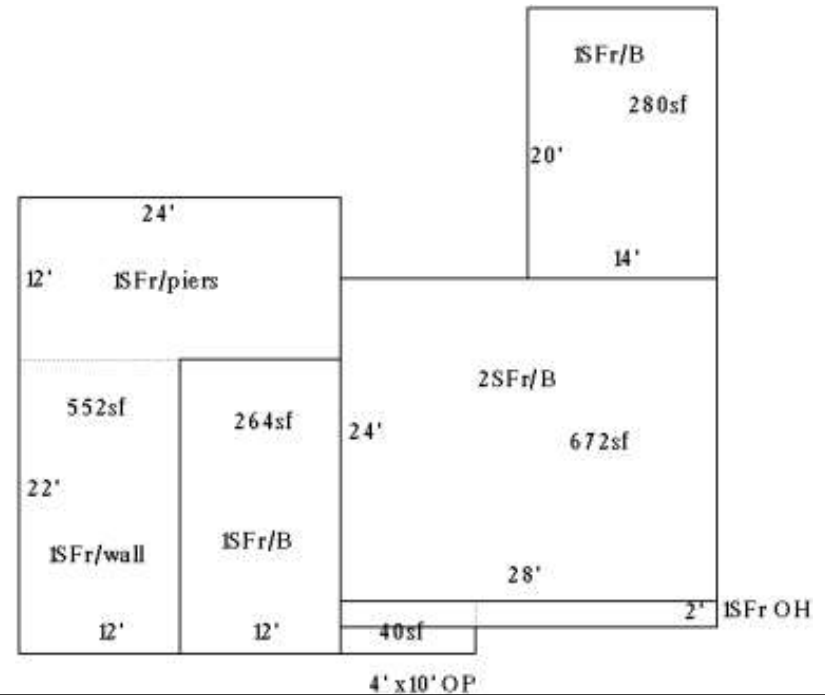 1SFr/B
280sf
20'
14'
24'
12'
1SFr/piers
2SFr/B
552sf
264sf
24'
672sf
22'
1SFr/wall
1SFr/B
28'
2'
1SFr OH
12'
12'
40sf
4'x10' OP